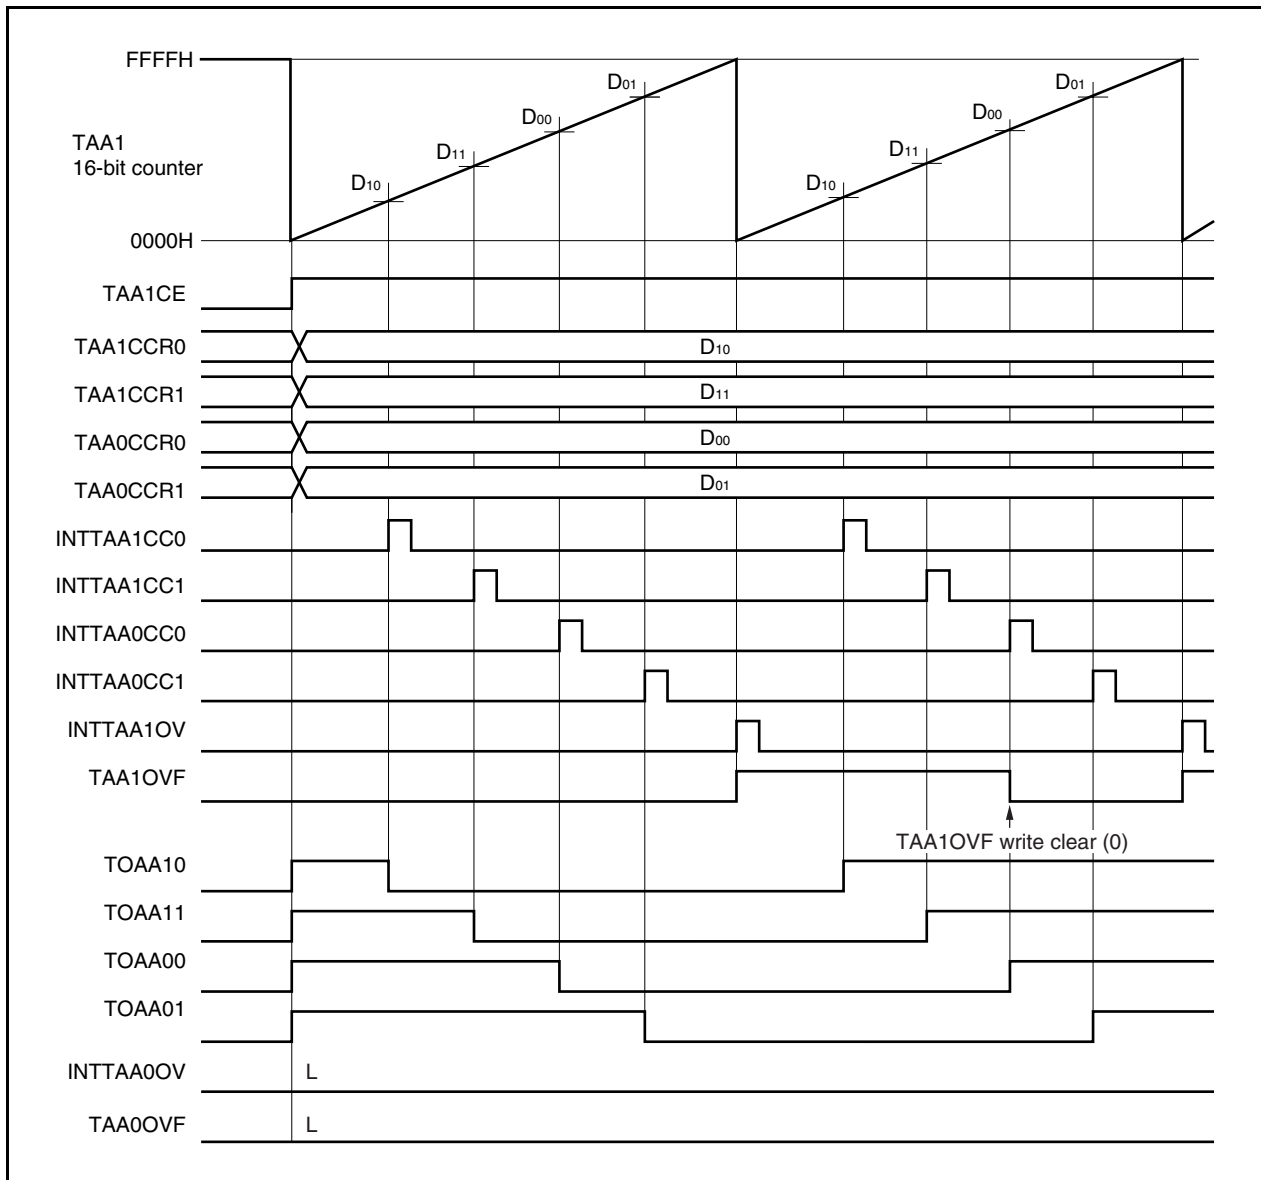 FFFFH
D01
D01
D00
D00
TAA1
16-bit counter
D11
D11
D10
D10
0000H
TAA1CE
TAA1CCR0
D10
TAA1CCR1
D11
TAA0CCR0
D00
TAA0CCR1
D01
INTTAA1CC0
INTTAA1CC1
INTTAA0CC0
INTTAA0CC1
INTTAA1OV
TAA1OVF
TAA1OVF write clear (0)
TOAA10
TOAA11
TOAA00
TOAA01
INTTAA0OV
L
TAA0OVF
L